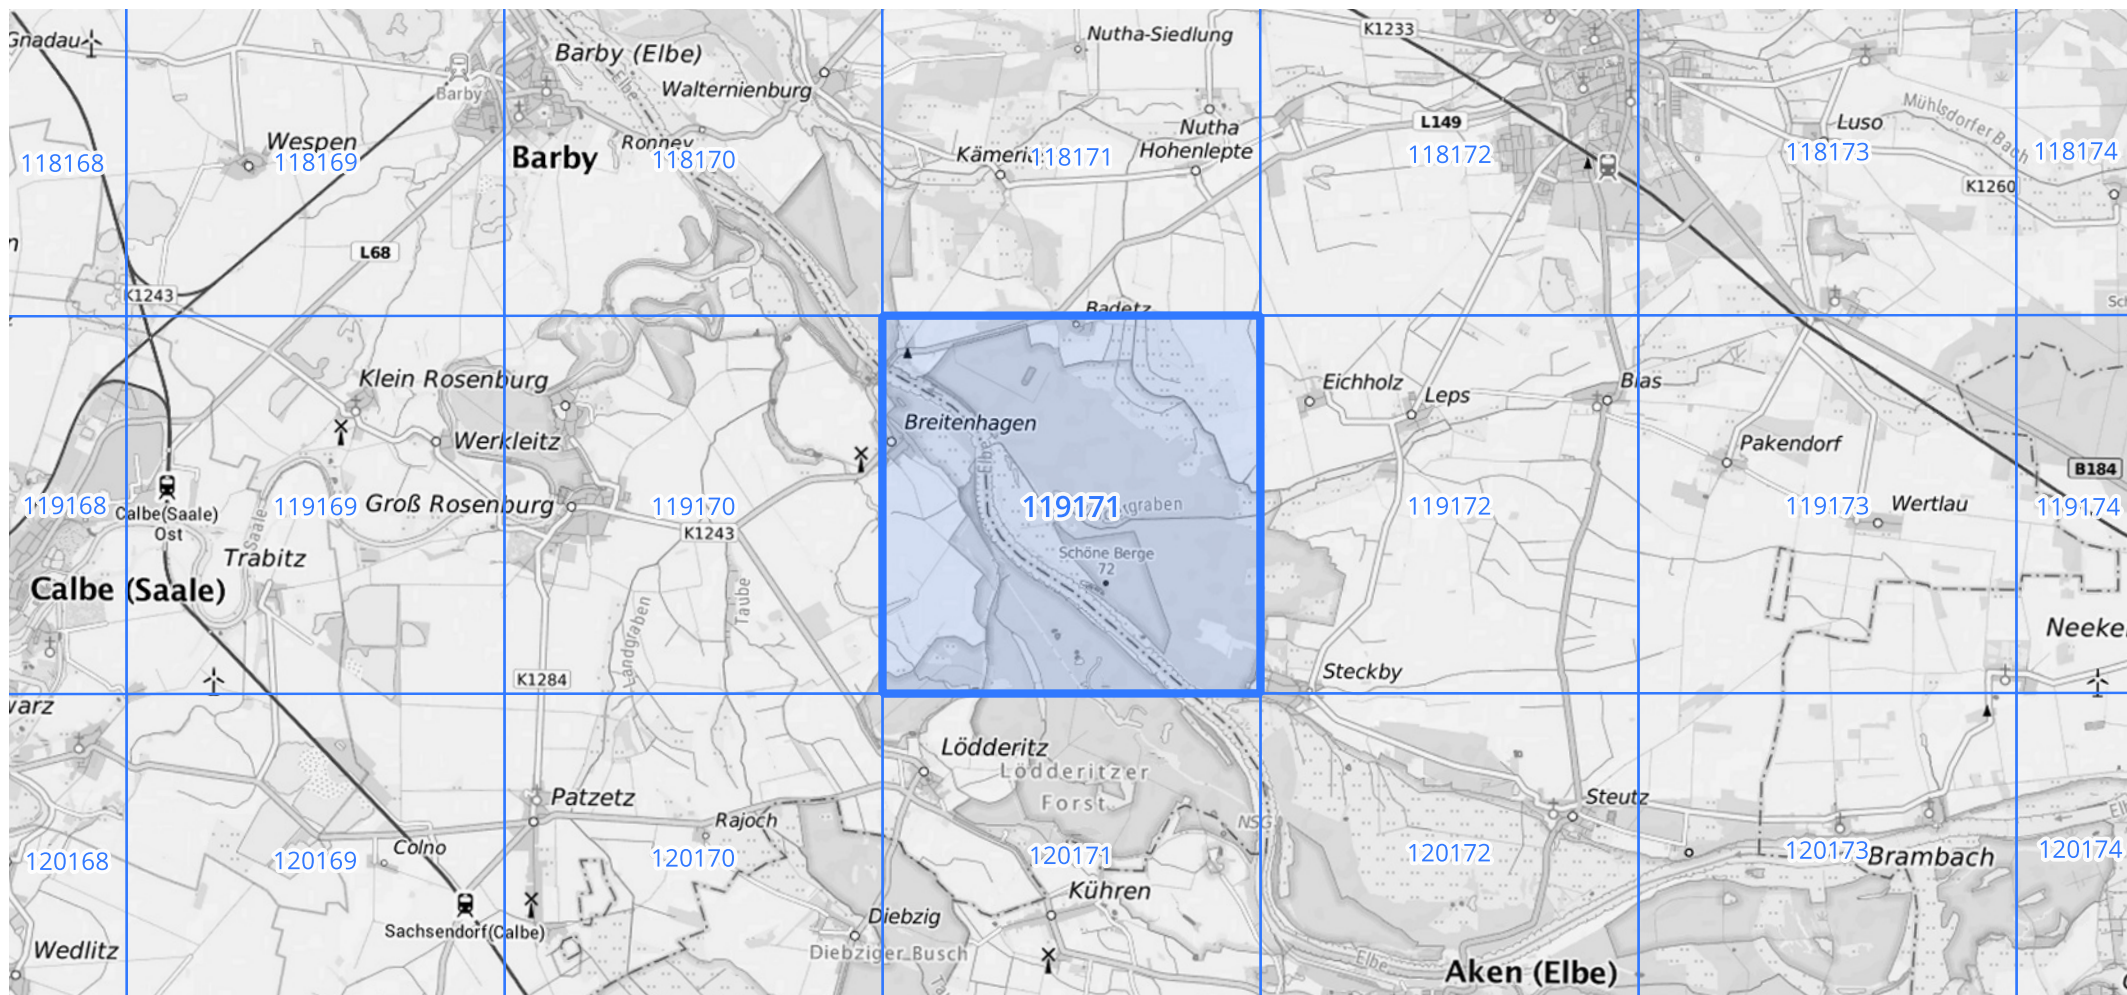 Gnadau
Barby
Barby (Elbe)
Elbe
Walternienburg
Nutha-Siedlung
K1233
Wespen
Barby
Ronney
Nutha
Hohenlepte
L149
Luso
Mühlsdorfer Bach
K1260
118168
118169
118170
118171
118172
118173
118174
L68
K1243
Badetz
Klein Rosenburg
Werkleitz
Breitenhagen
Elbe
Eichholz
Leps
Bias
Pakendorf
B184
119168
119169
119170
119171
119172
119173
119174
Calbe(Saale)
Ost
Saale
Groß Rosenburg
K1243
Wertlau
Trabitz
Schöne Berge
72
Calbe (Saale)
Landgraben
Taube
K1284
Steckby
Lödderitz
Lödderitzer
Forst
Patzetz
Rajoch
NSG
Steutz
Colno
120168
120169
120170
120171
120172
120173
120174
Brambach
Kühren
Sachsendorf(Calbe)
Diebzig
Diebziger Busch
Wedlitz
Elbe
Aken (Elbe)